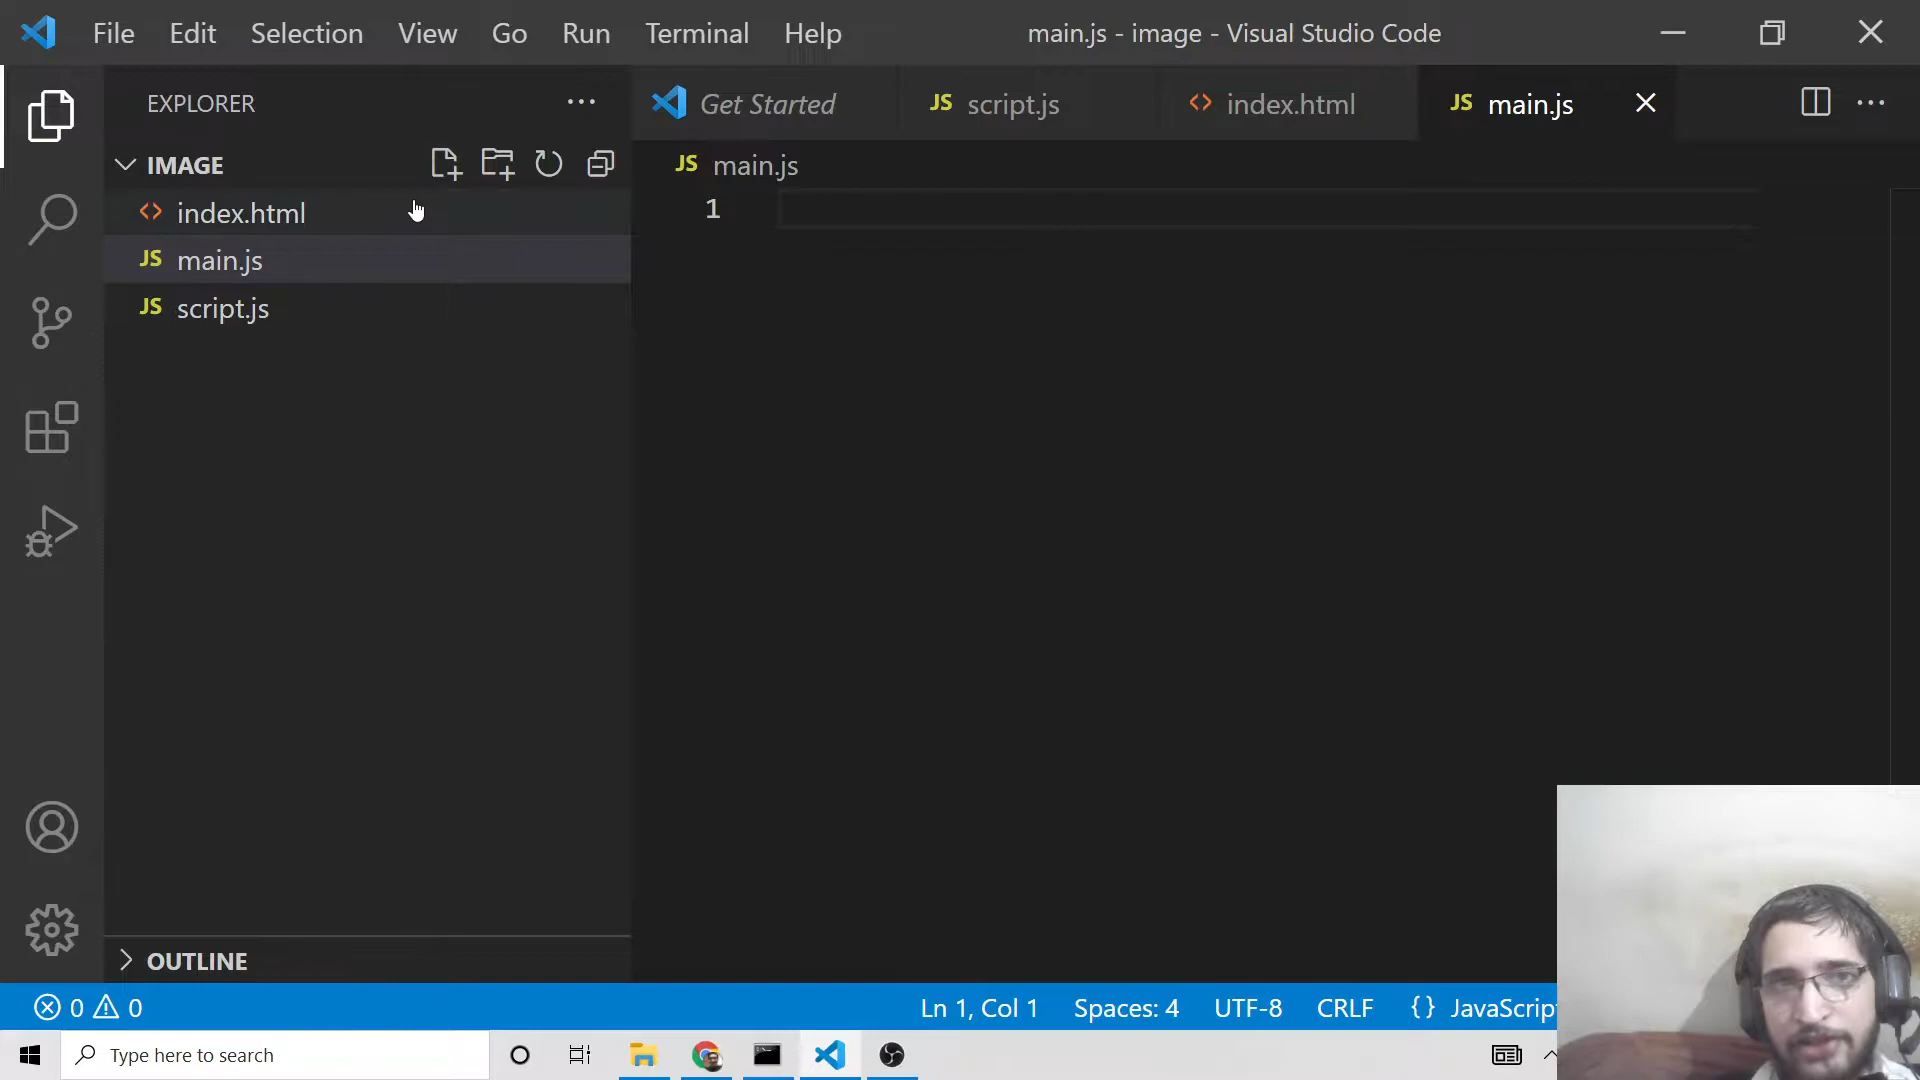 File Edit Selection View Go Run Terminal Help
main.js - image - Visual Studio Code
EXPLORER
Get Started
JS script.js
<> index.html
JS main.js
IMAGE
JS main.js
<> index.html
JS main.js
JS script.js
1
OUTLINE
0 0
Ln 1, Col 1 Spaces: 4 UTF-8 CRLF {} JavaScrip
Type here to search